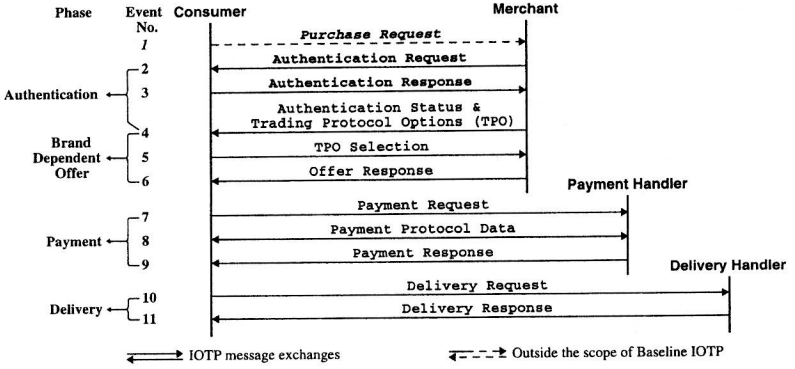 Phase Event No. Consumer Merchant
1 Purchase Request
2 Authentication Request
Authentication 3 Authentication Response
Authentication Status &
4 Trading Protocol Options (TPO)
Brand Dependent Offer 5 TPO Selection
6 Offer Response
Payment Handler
7 Payment Request
Payment 8 Payment Protocol Data
9 Payment Response
Delivery Handler
10 Delivery Request
Delivery 11 Delivery Response
IOTP message exchanges Outside the scope of Baseline IOTP